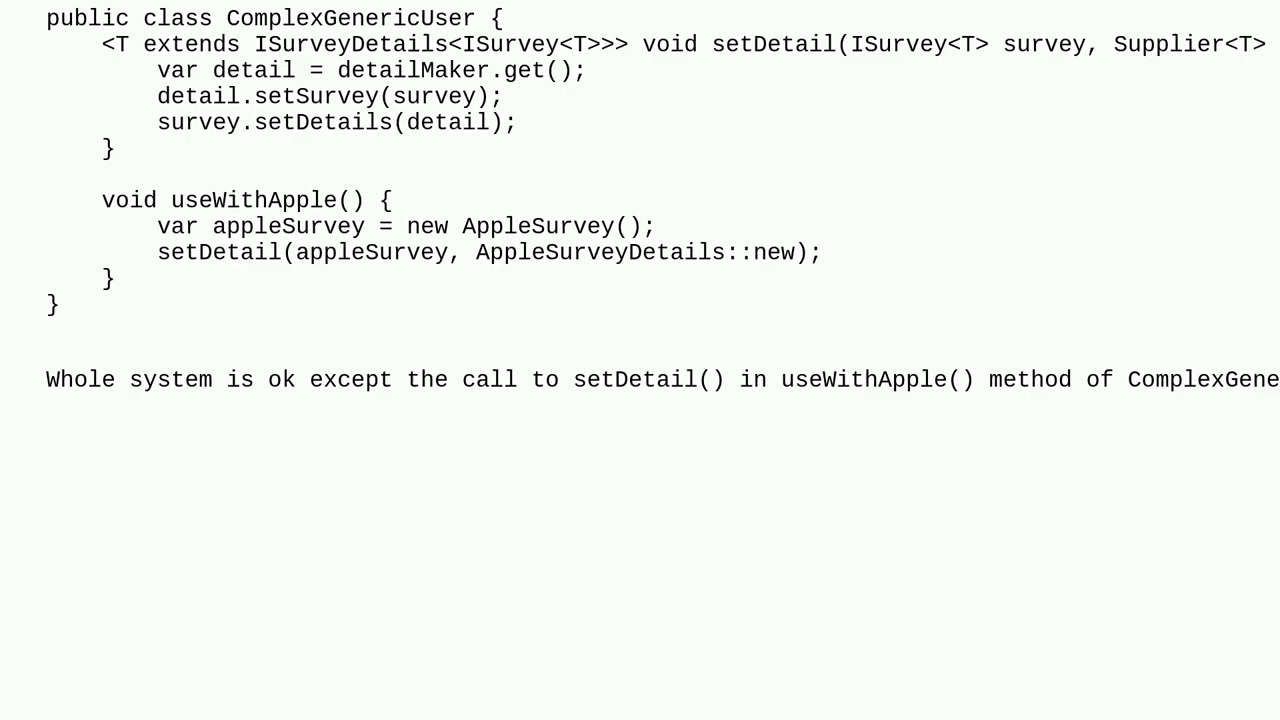 public class ComplexGenericUser {
<T extends ISurveyDetails<ISurvey<T>>> void setDetail(ISurvey<T> survey, Supplier<T>
var detail = detailMaker.get();
detail.setSurvey(survey);
survey.setDetails(detail);
}
void useWithApple() {
var appleSurvey = new AppleSurvey();
setDetail(appleSurvey, AppleSurveyDetails::new);
}
}
Whole system is ok except the call to setDetail() in useWithApple() method of ComplexGene